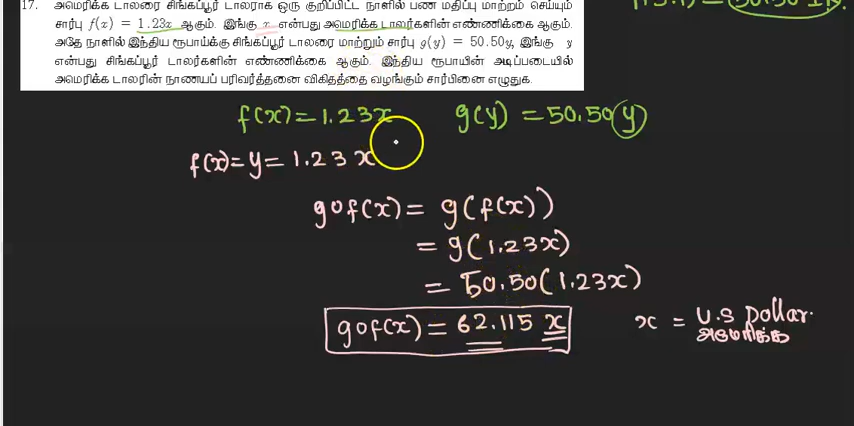 17. அமெரிக்க டாலரை சிங்கப்பூர் டாலராக ஒரு குறிப்பிட்ட நாளில் பண மதிப்பு மாற்றம் செய்யும்
சார்பு f(x) = 1.23x ஆகும். இங்கு x என்பது அமெரிக்க டாலர்களின் எண்ணிக்கை ஆகும்.
அதே நாளில் இந்திய ரூபாய்க்கு சிங்கப்பூர் டாலரை மாற்றும் சார்பு g(y) = 50.50y, இங்கு y
என்பது சிங்கப்பூர் டாலர்களின் எண்ணிக்கை ஆகும். இந்திய ரூபாயின் அடிப்படையில்
அமெரிக்க டாலரின் நாணயப் பரிவர்த்தனை விகிதத்தை வழங்கும் சார்பினை எழுதுக.
f(x) = 1.23x g(y) = 50.50(y)
f(x) = y = 1.23 x
gof(x) = g(f(x))
= g(1.23x)
= 50.50(1.23x)
gof(x) = 62.115 x x = U.S Dollar.
அமெரிக்க